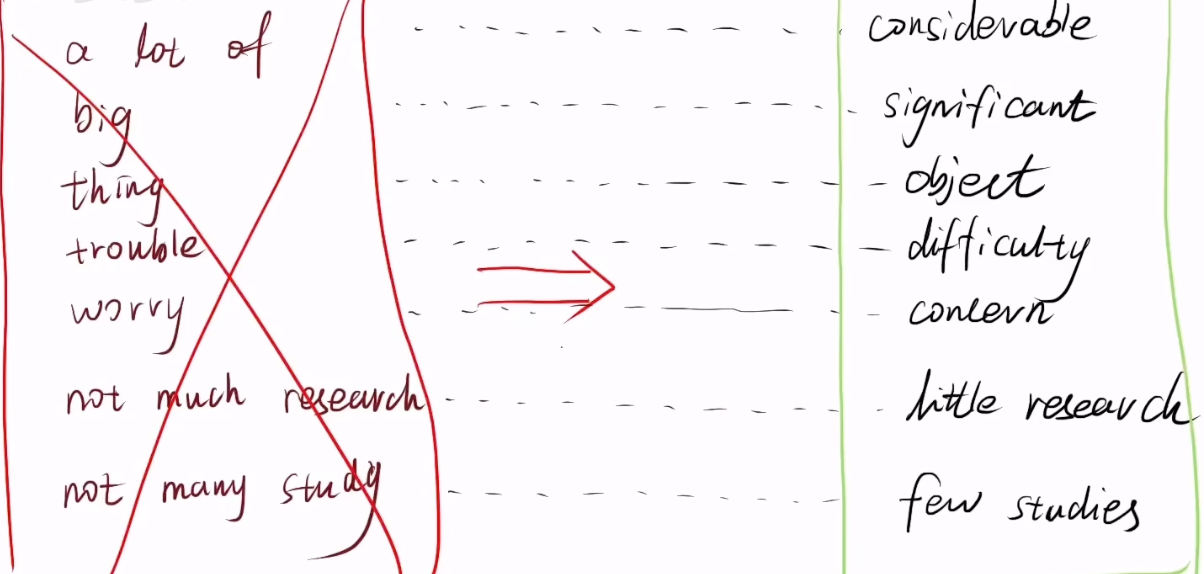 a lot of considerable
big significant
thing object
trouble difficulty
worry concern
not much research little research
not many study few studies